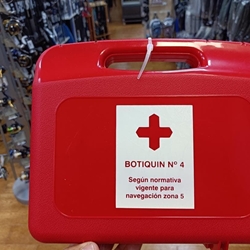 BOTIQUIN Nº 4
Según normativa
vigente para
navegación zona 5